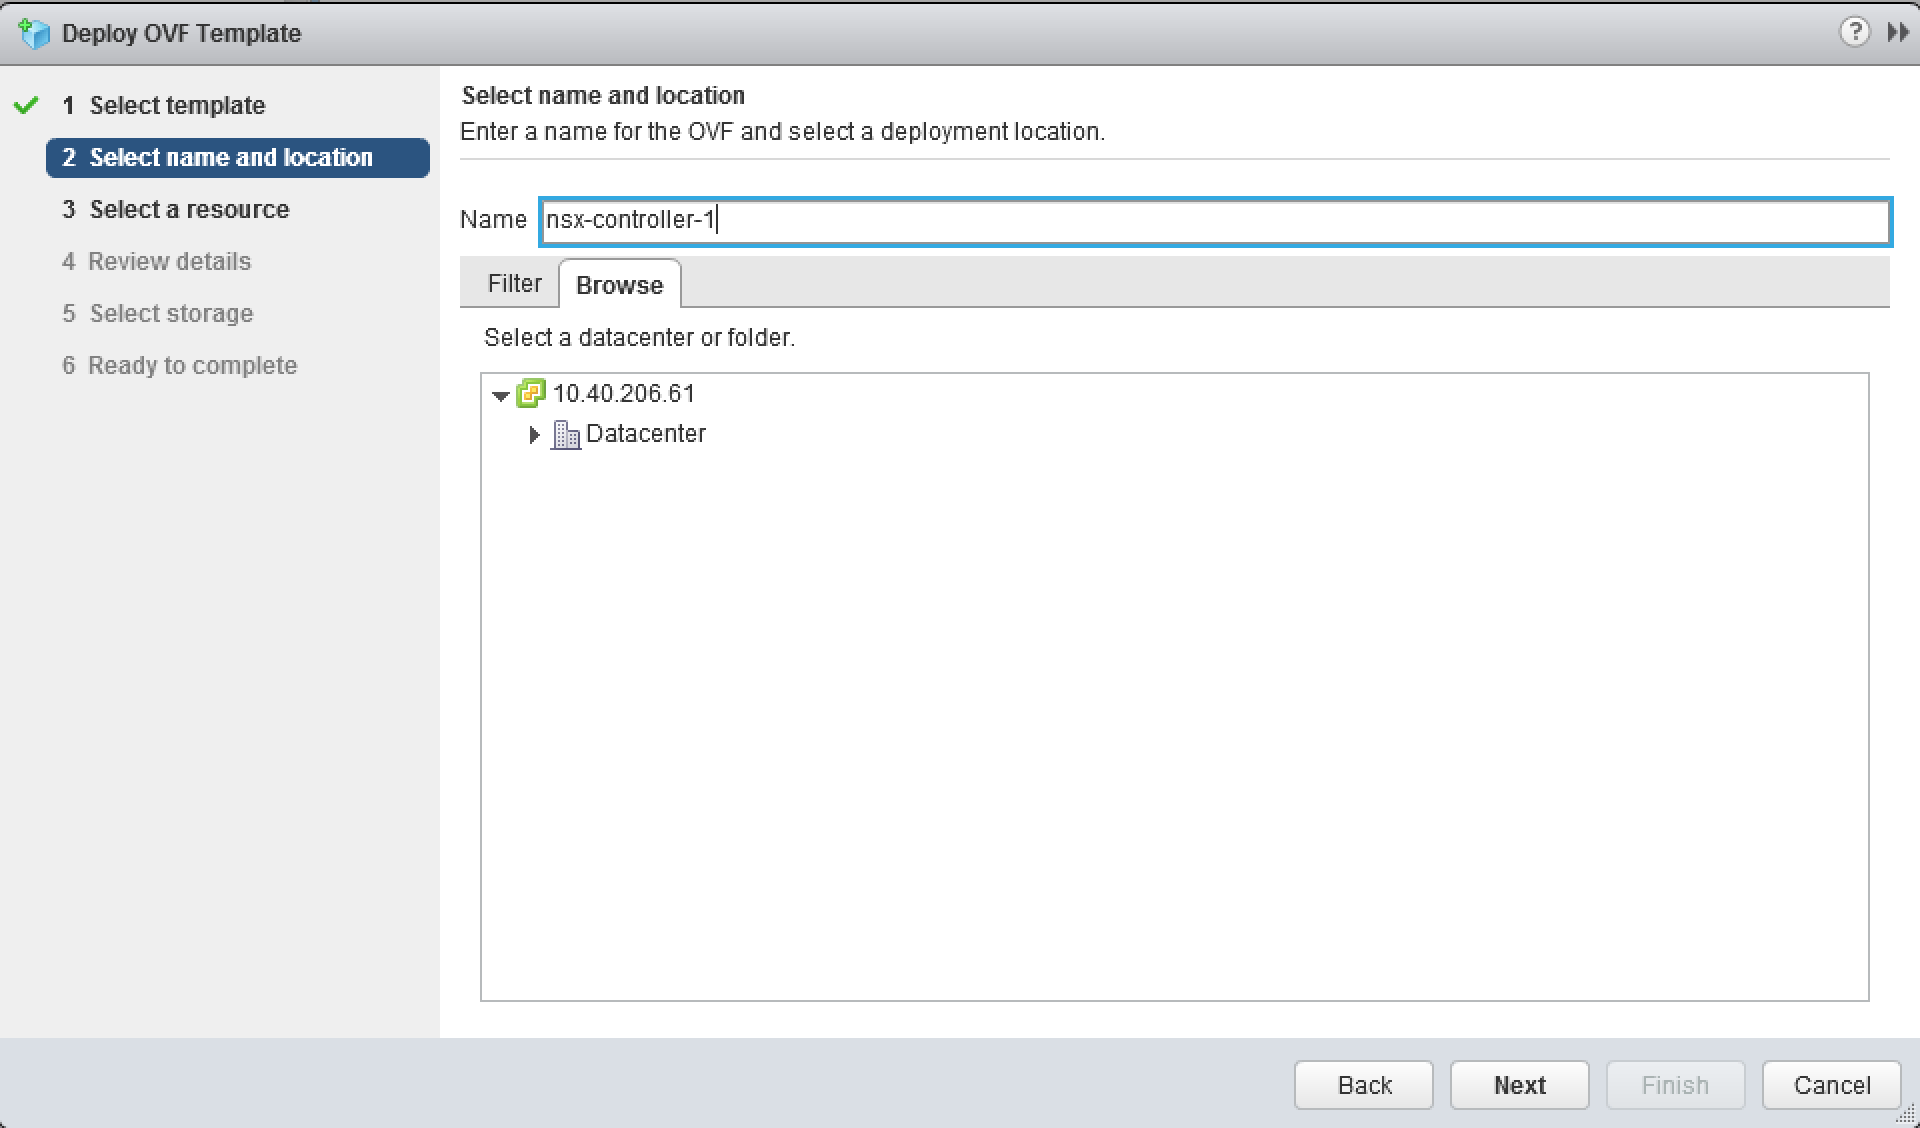 Deploy OVF Template
?
1 Select template
2 Select name and location
3 Select a resource
4 Review details
5 Select storage
6 Ready to complete
Select name and location
Enter a name for the OVF and select a deployment location.
Name nsx-controller-1
Filter Browse
Select a datacenter or folder.
10.40.206.61
Datacenter
Back Next Finish Cancel